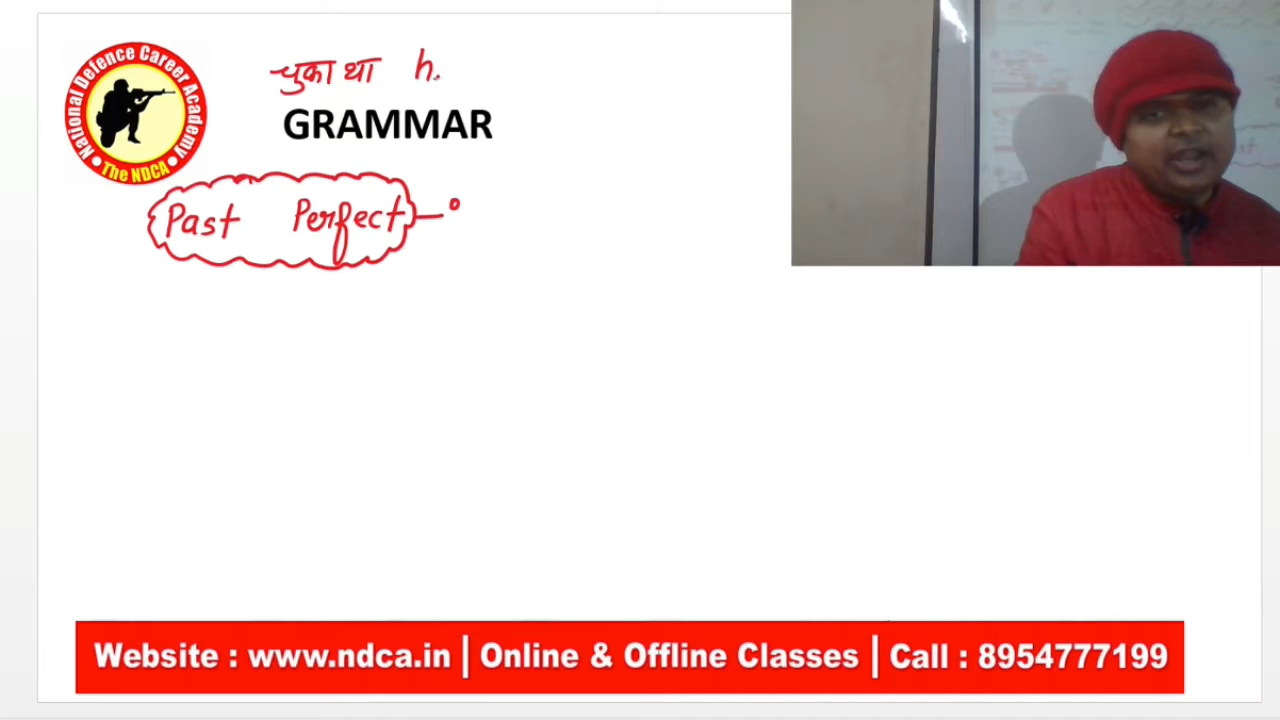 National Defence Career Academy
The NDCA
चुका था h.
GRAMMAR
Past Perfect
Website : www.ndca.in | Online & Offline Classes | Call : 8954777199